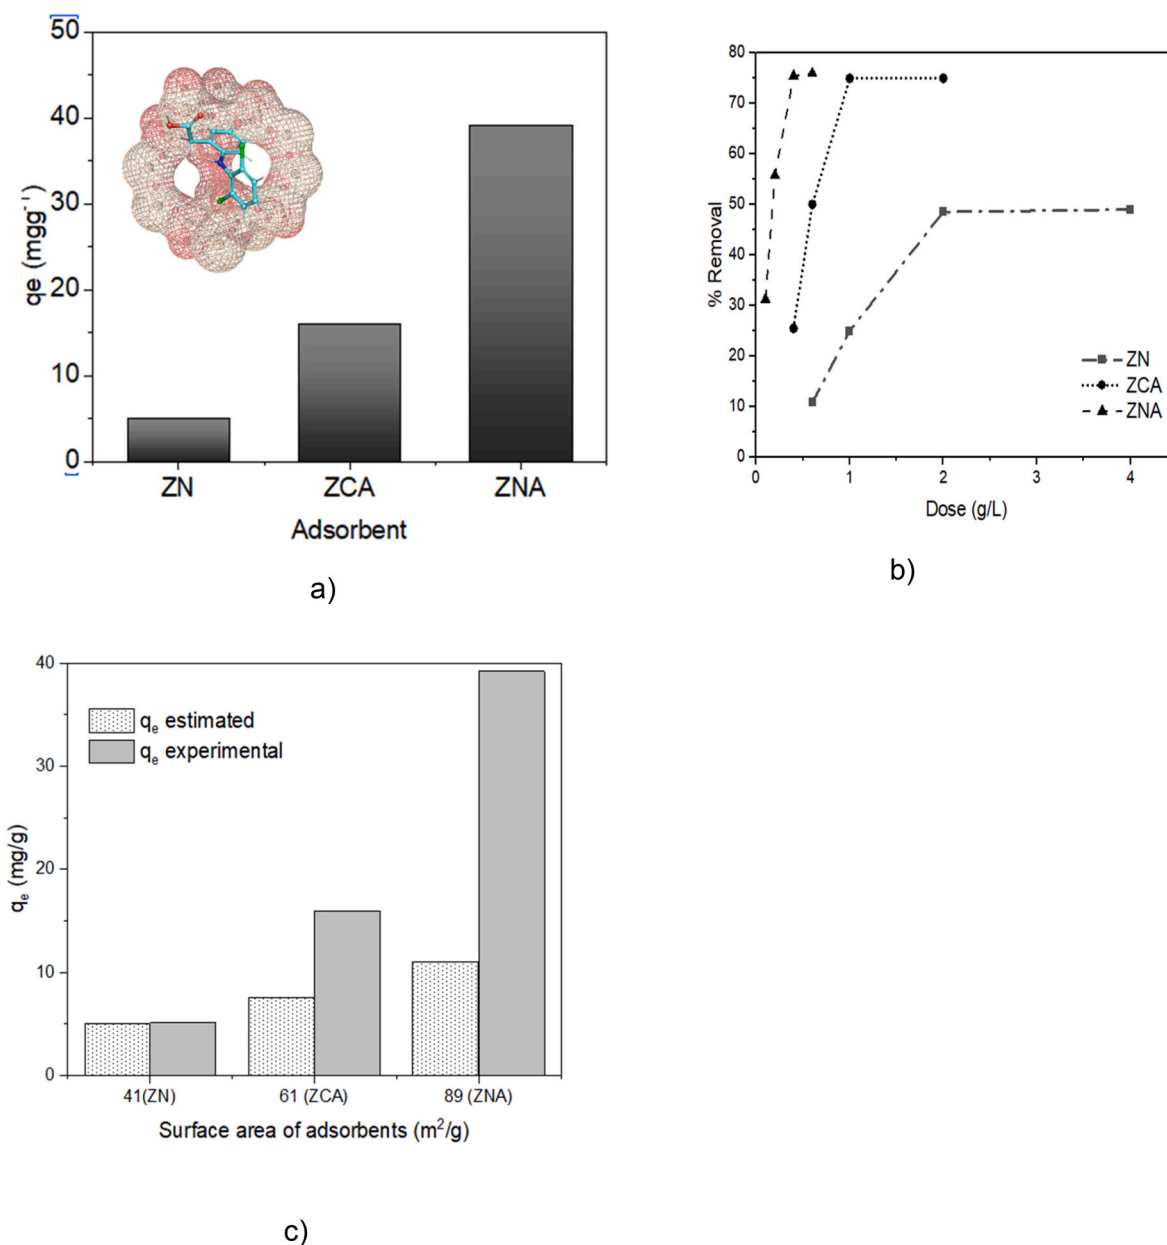 50
40
30
20
10
0
qe (mgg⁻¹)
ZN ZCA ZNA
Adsorbent
a)
80
70
60
50
40
30
20
10
0
% Removal
ZN
ZCA
ZNA
0 1 2 3 4
Dose (g/L)
b)
40
30
20
10
0
qₑ (mg/g)
qₑ estimated
qₑ experimental
41(ZN) 61 (ZCA) 89 (ZNA)
Surface area of adsorbents (m²/g)
c)